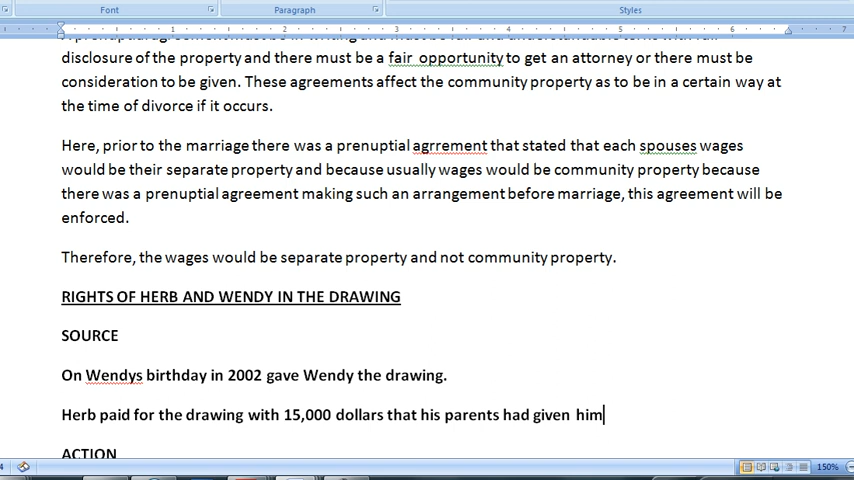 Font Paragraph Styles
1 2 3 4 5 6 7
disclosure of the property and there must be a fair opportunity to get an attorney or there must be
consideration to be given. These agreements affect the community property as to be in a certain way at
the time of divorce if it occurs.
Here, prior to the marriage there was a prenuptial agrrement that stated that each spouses wages
would be their separate property and because usually wages would be community property because
there was a prenuptial agreement making such an arrangement before marriage, this agreement will be
enforced.
Therefore, the wages would be separate property and not community property.
RIGHTS OF HERB AND WENDY IN THE DRAWING
SOURCE
On Wendys birthday in 2002 gave Wendy the drawing.
Herb paid for the drawing with 15,000 dollars that his parents had given him
ACTION
150%